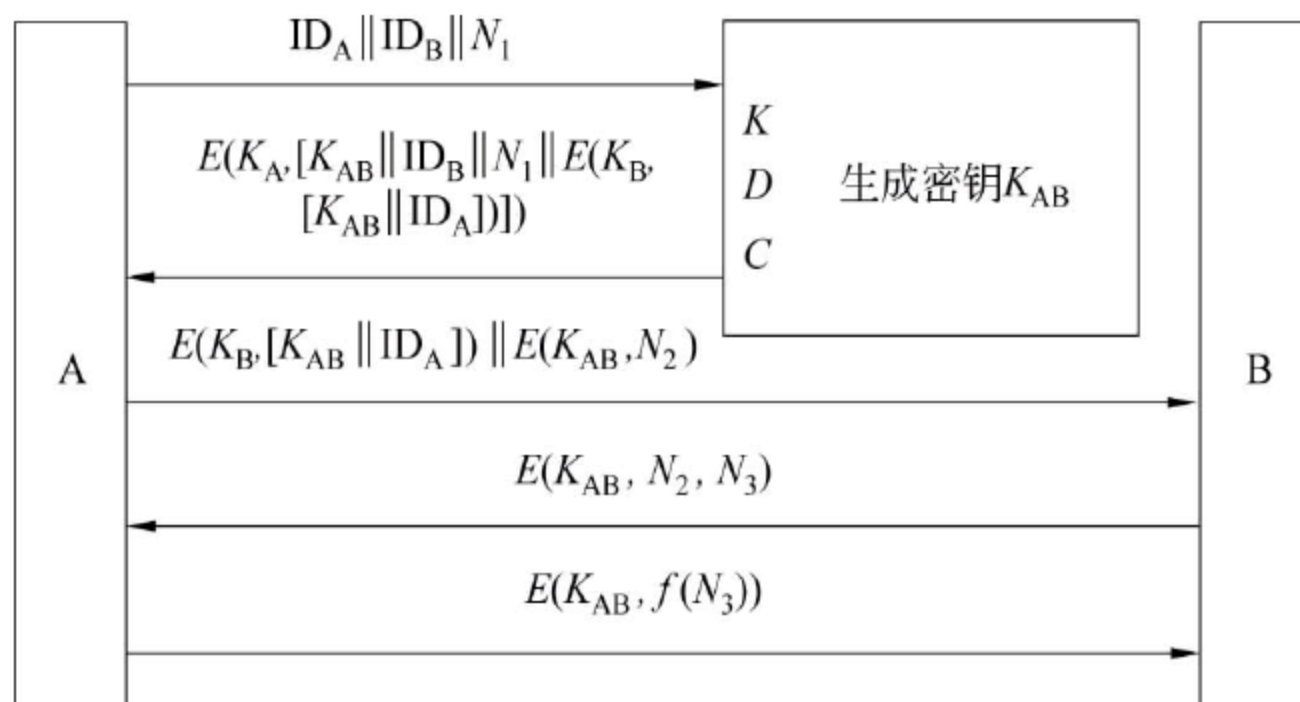 ID_A‖ID_B‖N_1
E(K_A,[K_AB‖ID_B‖N_1‖E(K_B,
[K_AB‖ID_A])])
K
D
C
生成密钥K_AB
E(K_B,[K_AB‖ID_A])‖E(K_AB,N_2)
A
B
E(K_AB, N_2, N_3)
E(K_AB, f(N_3))